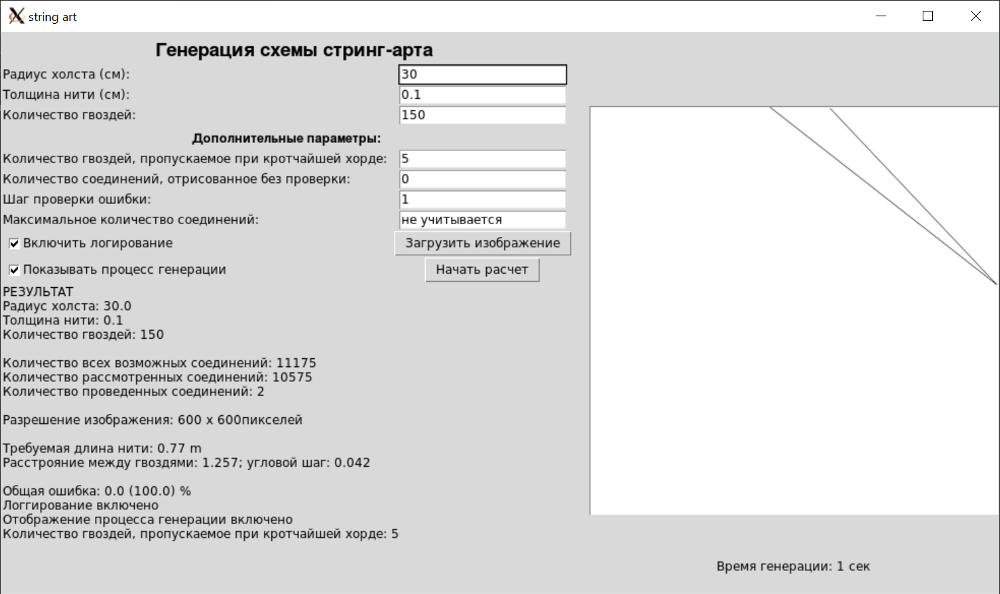 string art
Генерация схемы стринг-арта
Радиус холста (см): 30
Толщина нити (см): 0.1
Количество гвоздей: 150
Дополнительные параметры:
Количество гвоздей, пропускаемое при кротчайшей хорде: 5
Количество соединений, отрисованное без проверки: 0
Шаг проверки ошибки: 1
Максимальное количество соединений: не учитывается
Включить логирование Загрузить изображение
Показывать процесс генерации Начать расчет
РЕЗУЛЬТАТ
Радиус холста: 30.0
Толщина нити: 0.1
Количество гвоздей: 150
Количество всех возможных соединений: 11175
Количество рассмотренных соединений: 10575
Количество проведенных соединений: 2
Разрешение изображения: 600 x 600пикселей
Требуемая длина нити: 0.77 m
Расстрояние между гвоздями: 1.257; угловой шаг: 0.042
Общая ошибка: 0.0 (100.0) %
Логгирование включено
Отображение процесса генерации включено
Количество гвоздей, пропускаемое при кротчайшей хорде: 5
Время генерации: 1 сек